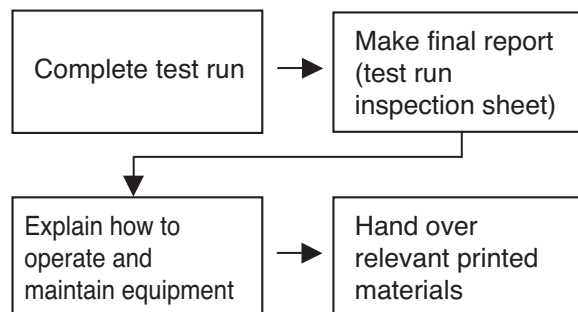 Complete test run
Make final report
(test run
inspection sheet)
Explain how to
operate and
maintain equipment
Hand over
relevant printed
materials